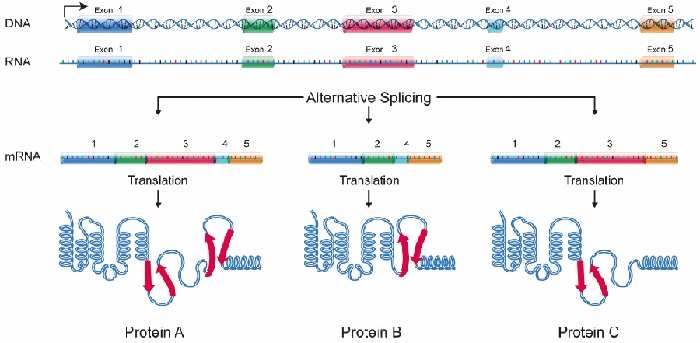 Exon 1 Exon 2 Exon 3 Exon 4 Exon 5
DNA
Exon 1 Exon 2 Exon 3 Exon 4 Exon 5
RNA
Alternative Splicing
1 2 3 4 5 1 2 4 5 1 2 3 5
mRNA
Translation Translation Translation
Protein A Protein B Protein C